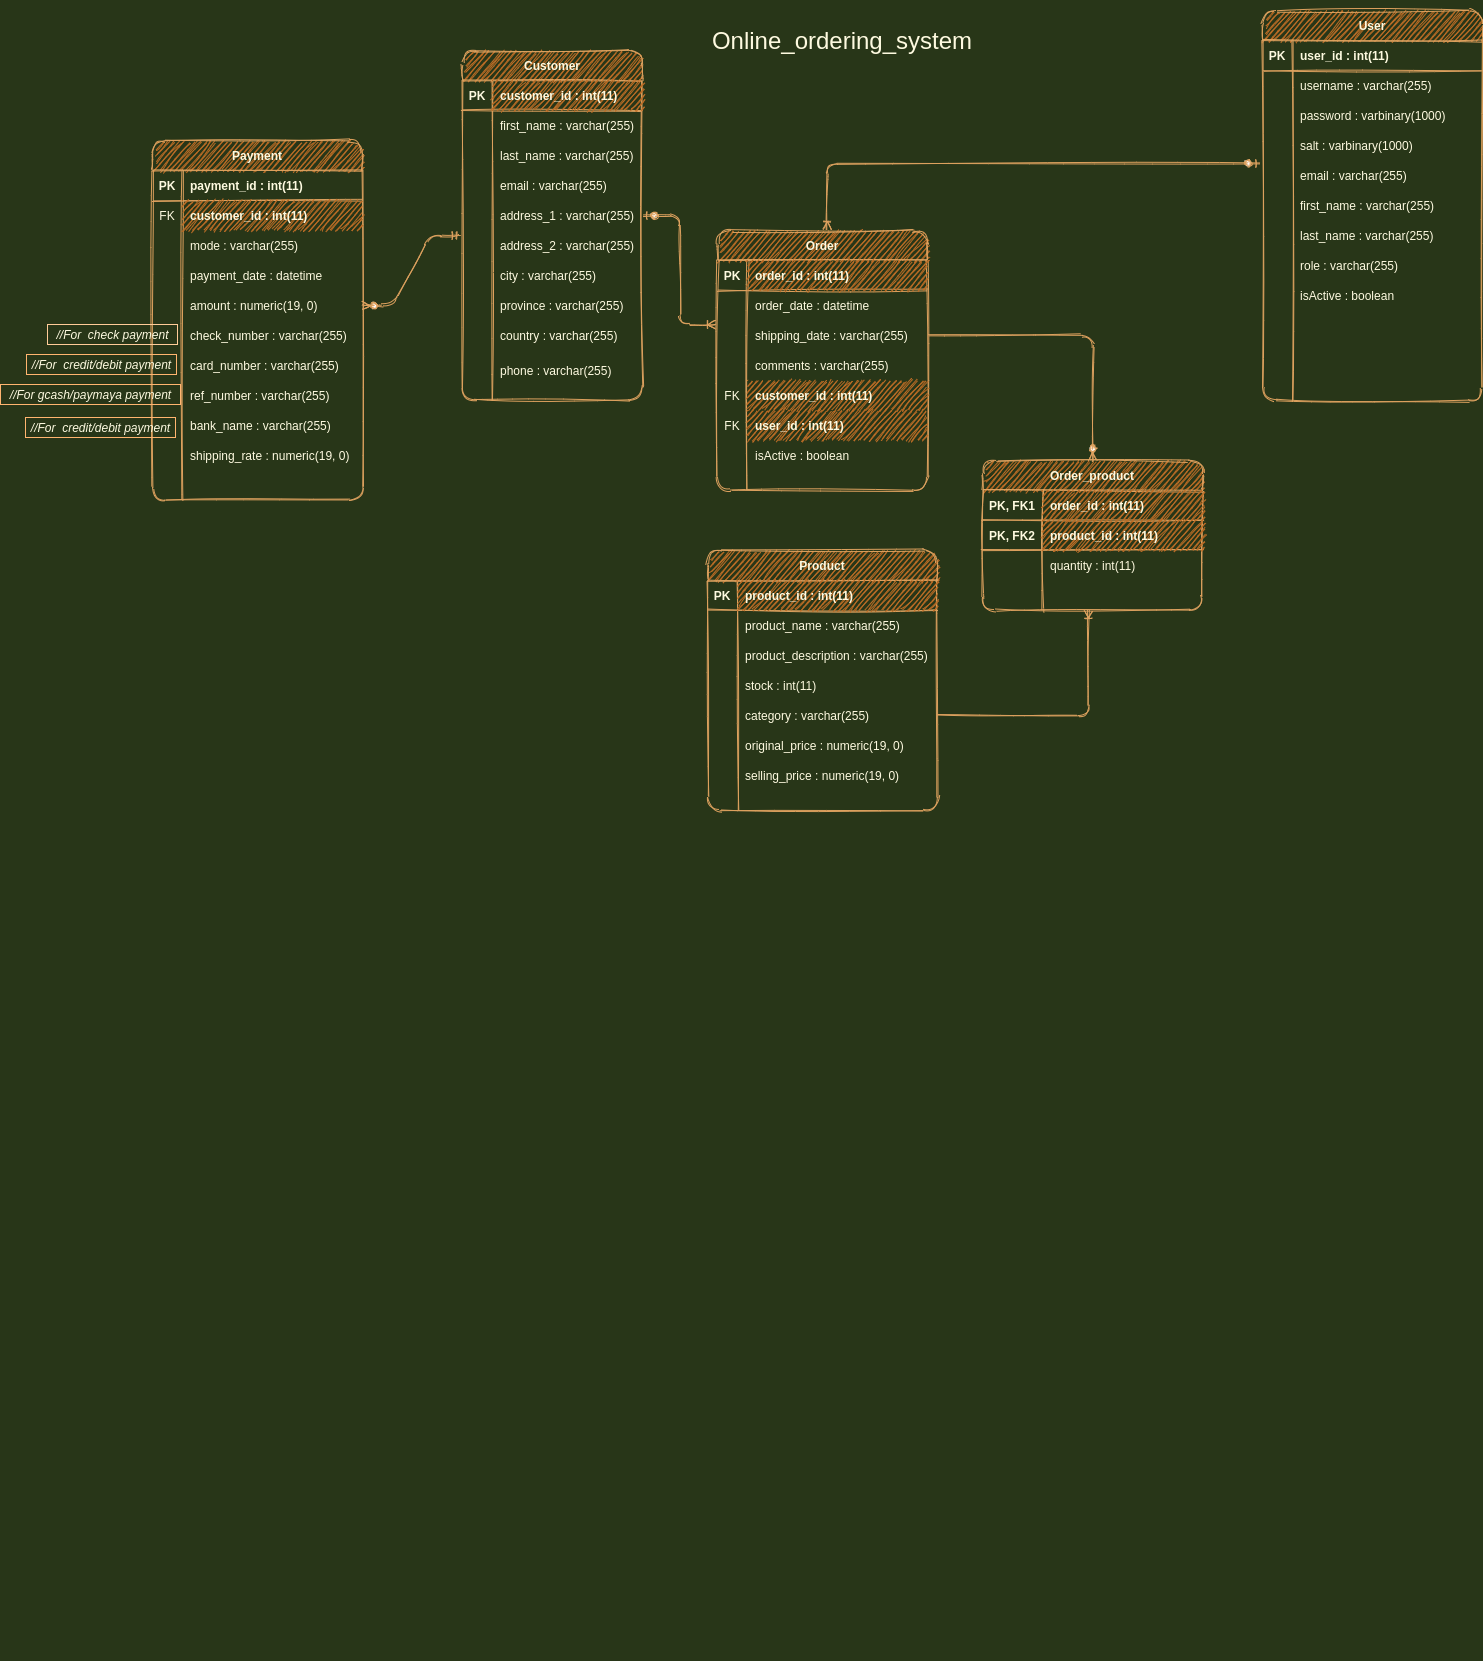 Online_ordering_system
Payment
PK payment_id : int(11)
FK customer_id : int(11)
mode : varchar(255)
payment_date : datetime
amount : numeric(19, 0)
//For check payment check_number : varchar(255)
//For credit/debit payment card_number : varchar(255)
//For gcash/paymaya payment ref_number : varchar(255)
//For credit/debit payment bank_name : varchar(255)
shipping_rate : numeric(19, 0)
Customer
PK customer_id : int(11)
first_name : varchar(255)
last_name : varchar(255)
email : varchar(255)
address_1 : varchar(255)
address_2 : varchar(255)
city : varchar(255)
province : varchar(255)
country : varchar(255)
phone : varchar(255)
Order
PK order_id : int(11)
order_date : datetime
shipping_date : varchar(255)
comments : varchar(255)
FK customer_id : int(11)
FK user_id : int(11)
isActive : boolean
User
PK user_id : int(11)
username : varchar(255)
password : varbinary(1000)
salt : varbinary(1000)
email : varchar(255)
first_name : varchar(255)
last_name : varchar(255)
role : varchar(255)
isActive : boolean
Order_product
PK, FK1 order_id : int(11)
PK, FK2 product_id : int(11)
quantity : int(11)
Product
PK product_id : int(11)
product_name : varchar(255)
product_description : varchar(255)
stock : int(11)
category : varchar(255)
original_price : numeric(19, 0)
selling_price : numeric(19, 0)